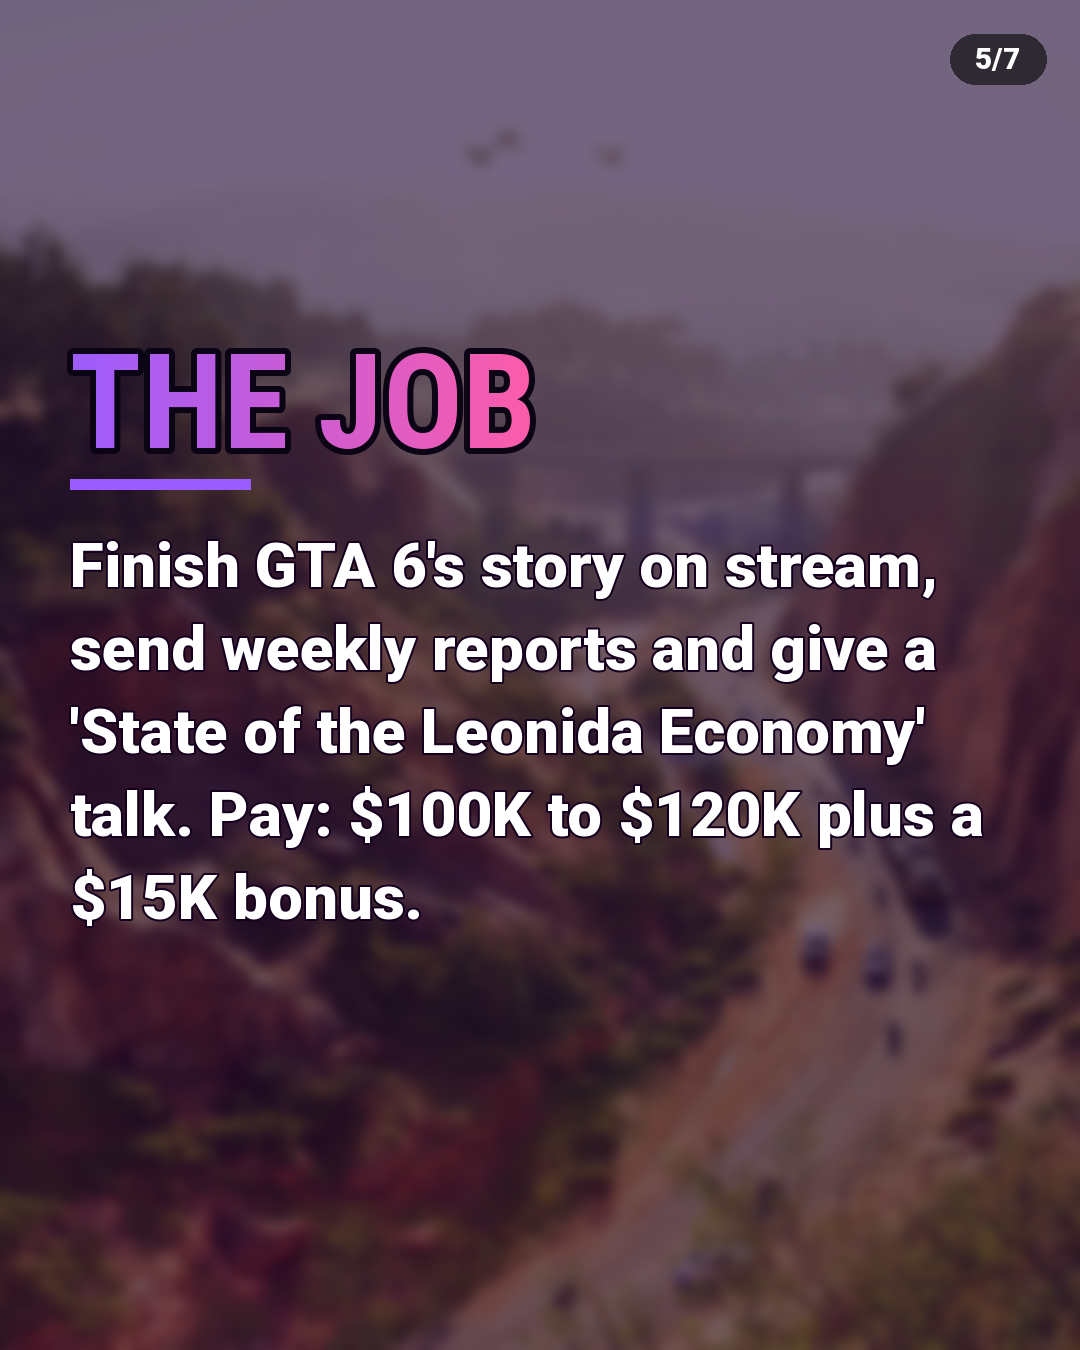 5/7
THE JOB
Finish GTA 6's story on stream,
send weekly reports and give a
'State of the Leonida Economy'
talk. Pay: $100K to $120K plus a
$15K bonus.